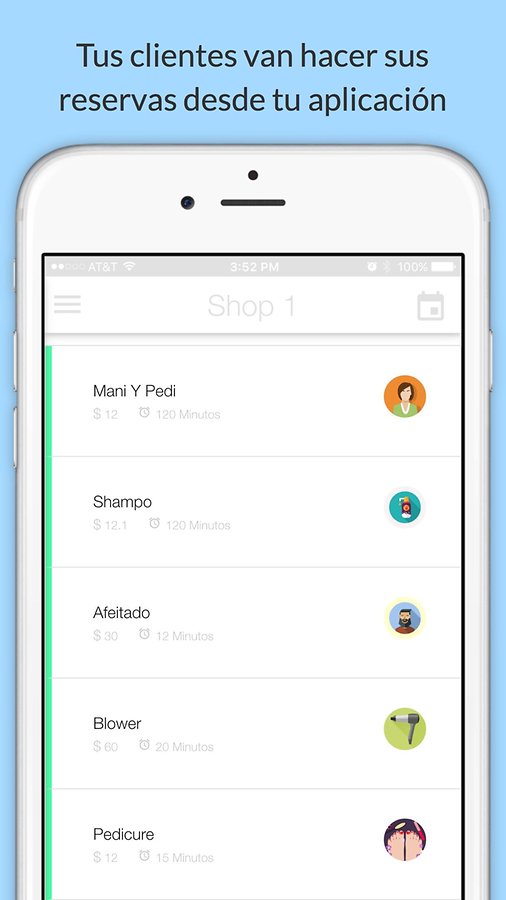 Tus clientes van hacer sus
reservas desde tu aplicación
AT&T 3:52 PM 100%
Shop 1
Mani Y Pedi
$ 12 120 Minutos
Shampo
$ 12.1 120 Minutos
Afeitado
$ 30 12 Minutos
Blower
$ 60 20 Minutos
Pedicure
$ 12 15 Minutos